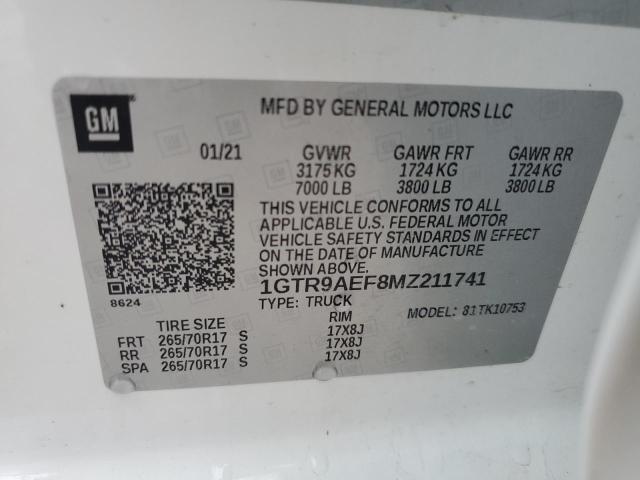 GM
MFD BY GENERAL MOTORS LLC
01/21 GVWR GAWR FRT GAWR RR
3175 KG 1724 KG 1724 KG
7000 LB 3800 LB 3800 LB
THIS VEHICLE CONFORMS TO ALL
APPLICABLE U.S. FEDERAL MOTOR
VEHICLE SAFETY STANDARDS IN EFFECT
ON THE DATE OF MANUFACTURE
SHOWN ABOVE.
8624
1GTR9AEF8MZ211741
TYPE: TRUCK MODEL: 81TK10753
TIRE SIZE RIM
FRT 265/70R17 S 17X8J
RR 265/70R17 S 17X8J
SPA 265/70R17 S 17X8J